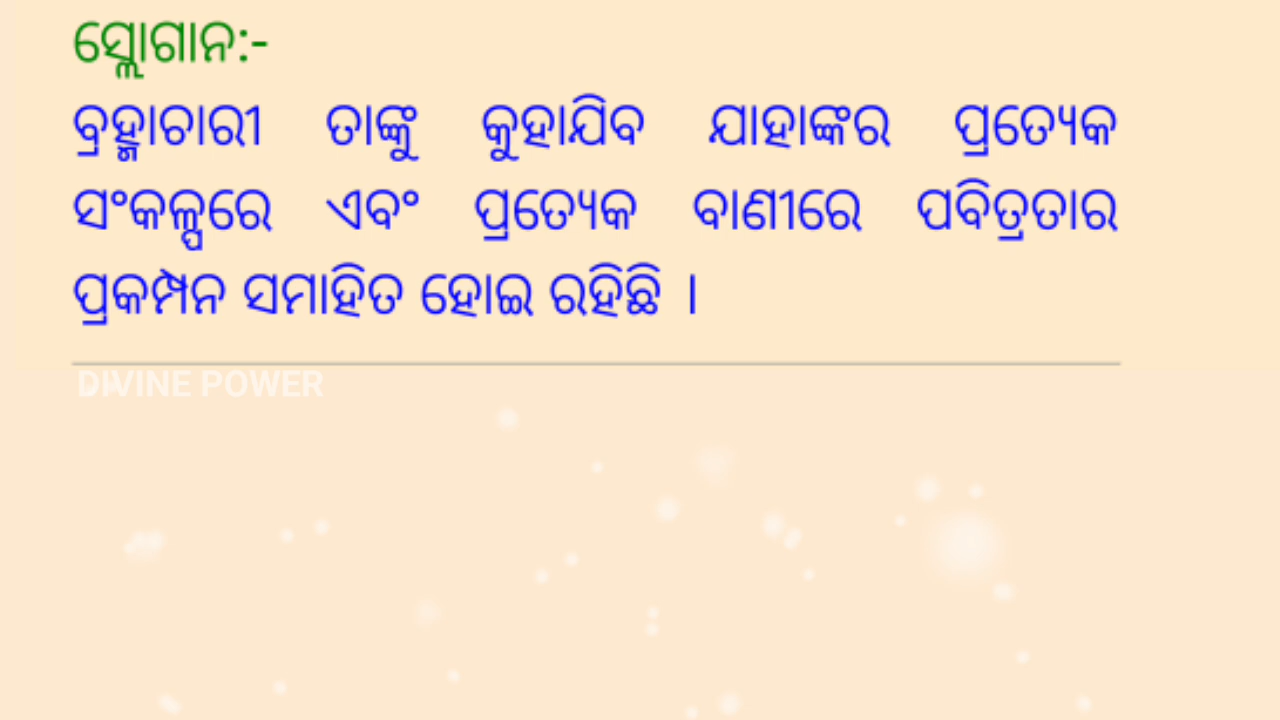 ସ୍ଲୋଗାନ:-
ବ୍ରହ୍ମାଚାରୀ ତାଙ୍କୁ କୁହାଯିବ ଯାହାଙ୍କର ପ୍ରତ୍ୟେକ
ସଂକଳ୍ପରେ ଏବଂ ପ୍ରତ୍ୟେକ ବାଣୀରେ ପବିତ୍ରତାର
ପ୍ରକମ୍ପନ ସମାହିତ ହୋଇ ରହିଛି ।
DIVINE POWER